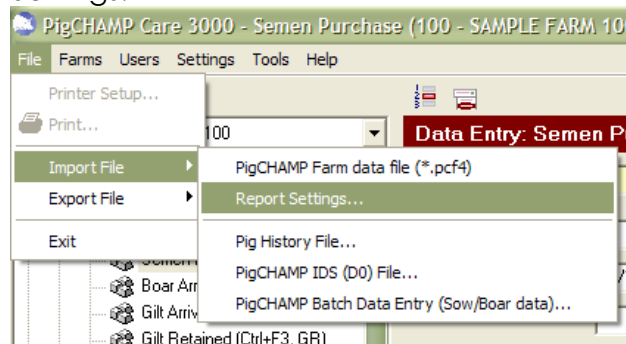 PigCHAMP Care 3000 - Semen Purchase (100 - SAMPLE FARM 10
File Farms Users Settings Tools Help
Printer Setup...
Print...
100
Data Entry: Semen P
Import File
PigCHAMP Farm data file (*.pcf4)
Export File
Report Settings...
Exit
Pig History File...
PigCHAMP IDS (D0) File...
Boar Arr
PigCHAMP Batch Data Entry (Sow/Boar data)...
Gilt Arriv
Gilt Retained (Ctrl+F3, GR)